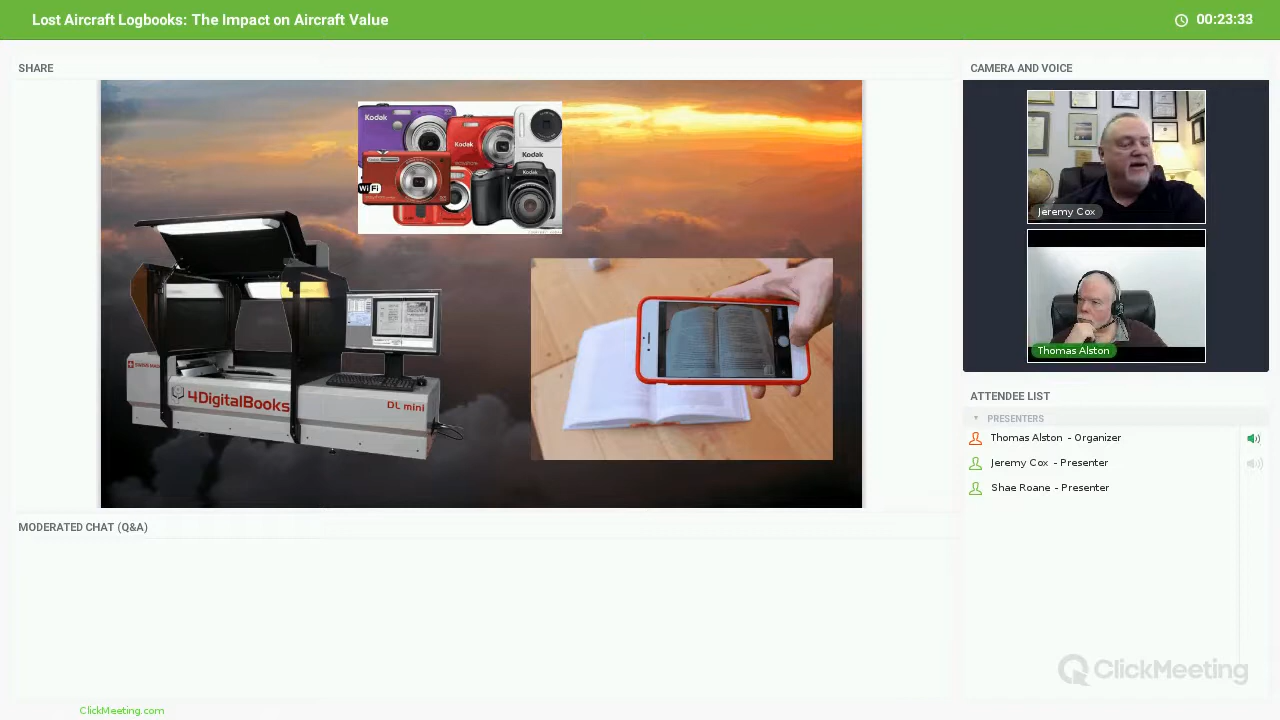 Lost Aircraft Logbooks: The Impact on Aircraft Value
00:23:33
SHARE
Kodak
Kodak
Kodak
Kodak
WiFi
4DigitalBooks
DL mini
MODERATED CHAT (Q&A)
CAMERA AND VOICE
Jeremy Cox
Thomas Alston
ATTENDEE LIST
PRESENTERS
Thomas Alston - Organizer
Jeremy Cox - Presenter
Shae Roane - Presenter
ClickMeeting
ClickMeeting.com